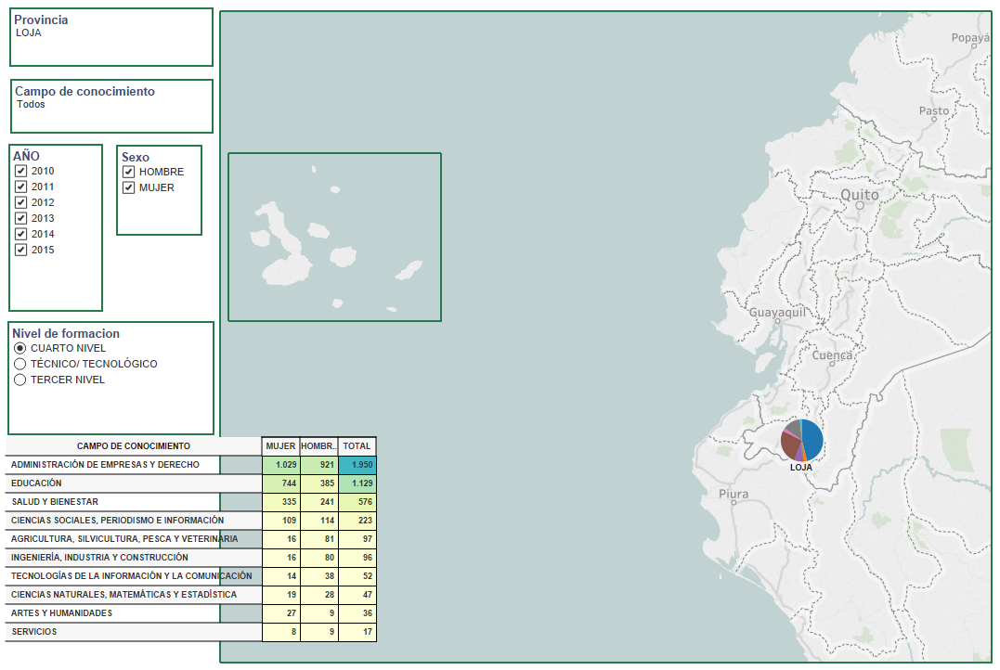 Provincia
LOJA
Campo de conocimiento
Todos
AÑO
2010
2011
2012
2013
2014
2015
Sexo
HOMBRE
MUJER
Nivel de formacion
CUARTO NIVEL
TÉCNICO/ TECNOLÓGICO
TERCER NIVEL
CAMPO DE CONOCIMIENTO MUJER HOMBR.. TOTAL
ADMINISTRACIÓN DE EMPRESAS Y DERECHO 1.029 921 1.950
EDUCACIÓN 744 385 1.129
SALUD Y BIENESTAR 335 241 576
CIENCIAS SOCIALES, PERIODISMO E INFORMACIÓN 109 114 223
AGRICULTURA, SILVICULTURA, PESCA Y VETERINARIA 16 81 97
INGENIERÍA, INDUSTRIA Y CONSTRUCCIÓN 16 80 96
TECNOLOGÍAS DE LA INFORMACIÓN Y LA COMUNICACIÓN 14 38 52
CIENCIAS NATURALES, MATEMÁTICAS Y ESTADÍSTICA 19 28 47
ARTES Y HUMANIDADES 27 9 36
SERVICIOS 8 9 17
Popayá
Pasto
Quito
Guayaquil
Cuenca
LOJA
Piura